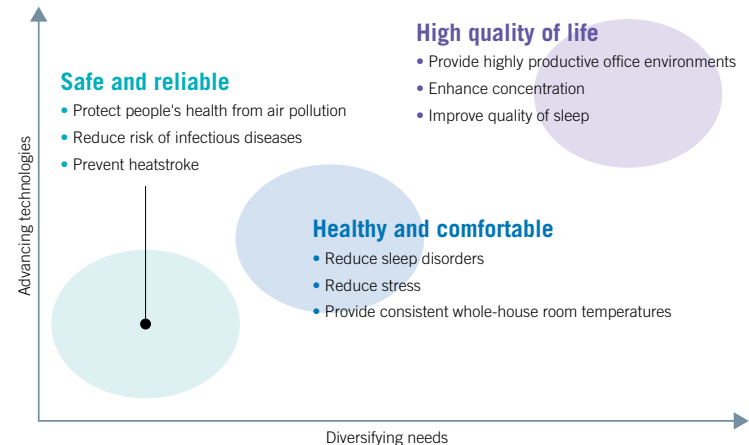 High quality of life
• Provide highly productive office environments
• Enhance concentration
• Improve quality of sleep
Safe and reliable
• Protect people's health from air pollution
• Reduce risk of infectious diseases
• Prevent heatstroke
Healthy and comfortable
• Reduce sleep disorders
• Reduce stress
• Provide consistent whole-house room temperatures
Advancing technologies
Diversifying needs